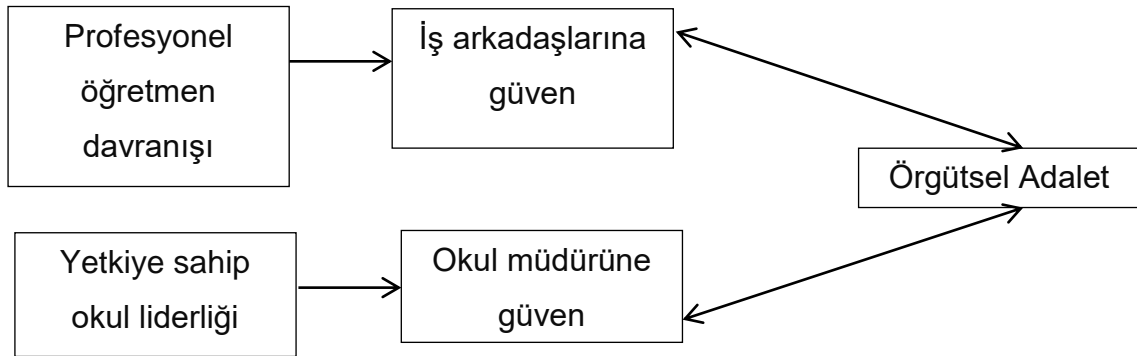 Profesyonel
öğretmen
davranışı
İş arkadaşlarına
güven
Örgütsel Adalet
Yetkiye sahip
okul liderliği
Okul müdürüne
güven